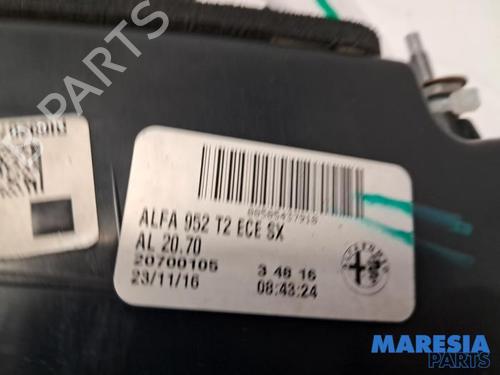 ALFA 952 T2 ECE SX
AL 20.70
20700105
3 48 16
23/11/16
08:43:24
MARESIA
PARTS